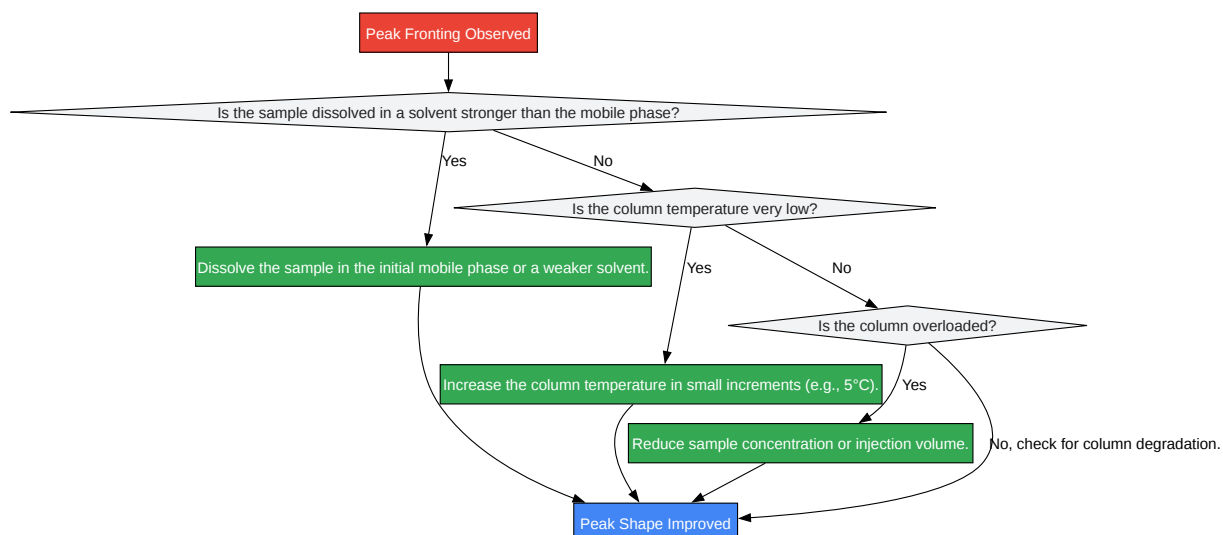 Peak Fronting Observed
Is the sample dissolved in a solvent stronger than the mobile phase?
Yes
No
Is the column temperature very low?
Dissolve the sample in the initial mobile phase or a weaker solvent.
Yes
No
Is the column overloaded?
Increase the column temperature in small increments (e.g., 5°C).
Yes
Reduce sample concentration or injection volume.
No, check for column degradation.
Peak Shape Improved